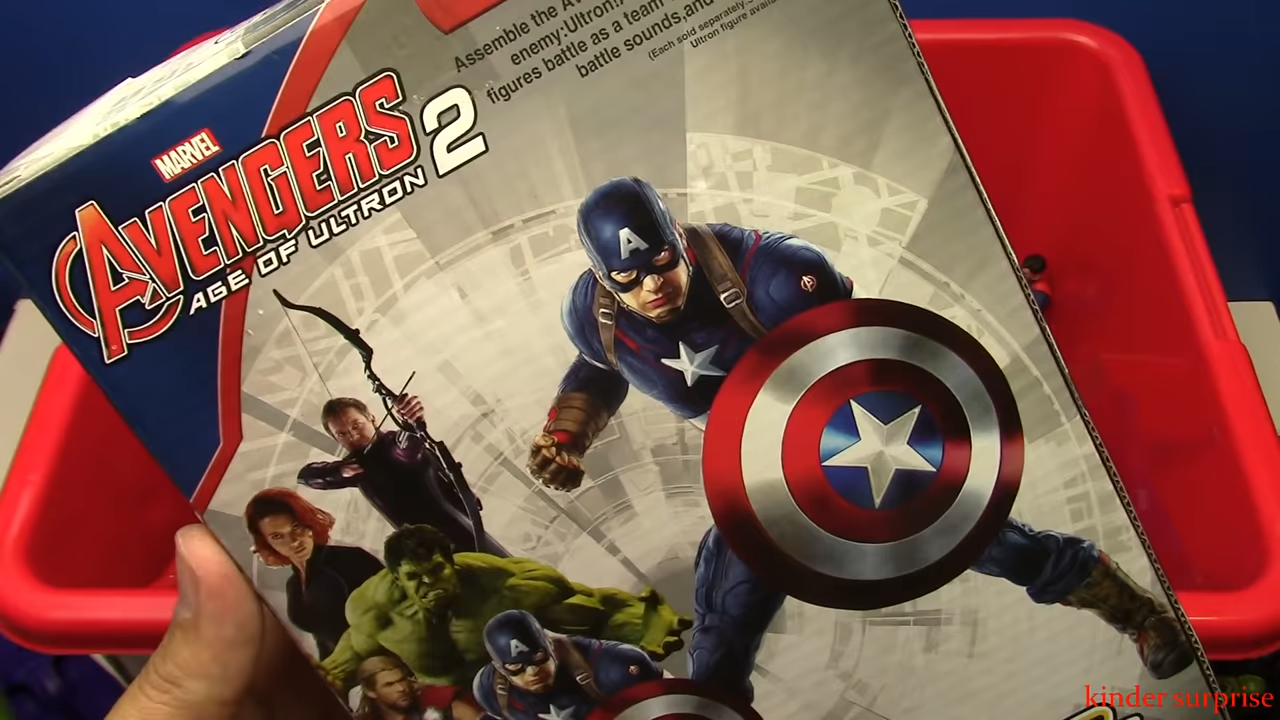 Assemble the
enemy:Ultron!
figures battle as a team
battle sounds,and
(Each sold separately.
Ultron figure
MARVEL
AVENGERS 2
AGE OF ULTRON
A
A
kinder surprise